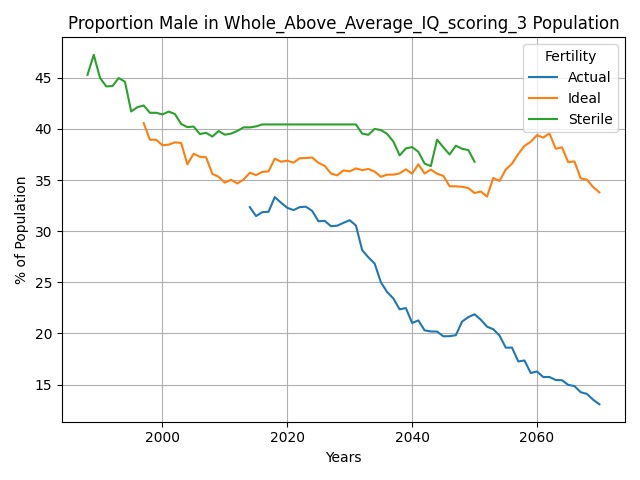 Proportion Male in Whole_Above_Average_IQ_scoring_3 Population
Fertility
Actual
Ideal
Sterile
% of Population
45
40
35
30
25
20
15
2000
2020
2040
2060
Years